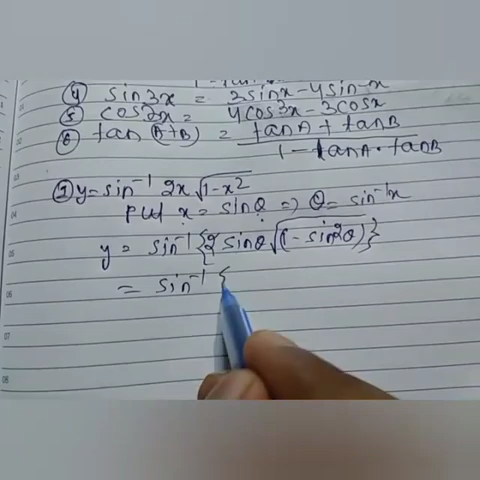 ④ sin3x = 3sinx - 4sin³x
⑤ cos3x = 4cos³x - 3cosx
⑥ tan (A+B) = tanA + tanB
1 - tanA · tanB
① y = sin⁻¹ 2x √1-x²
put x = sinθ ⇒ θ = sin⁻¹x
y = sin⁻¹ {2 sinθ √(1 - sin²θ)}
= sin⁻¹ {